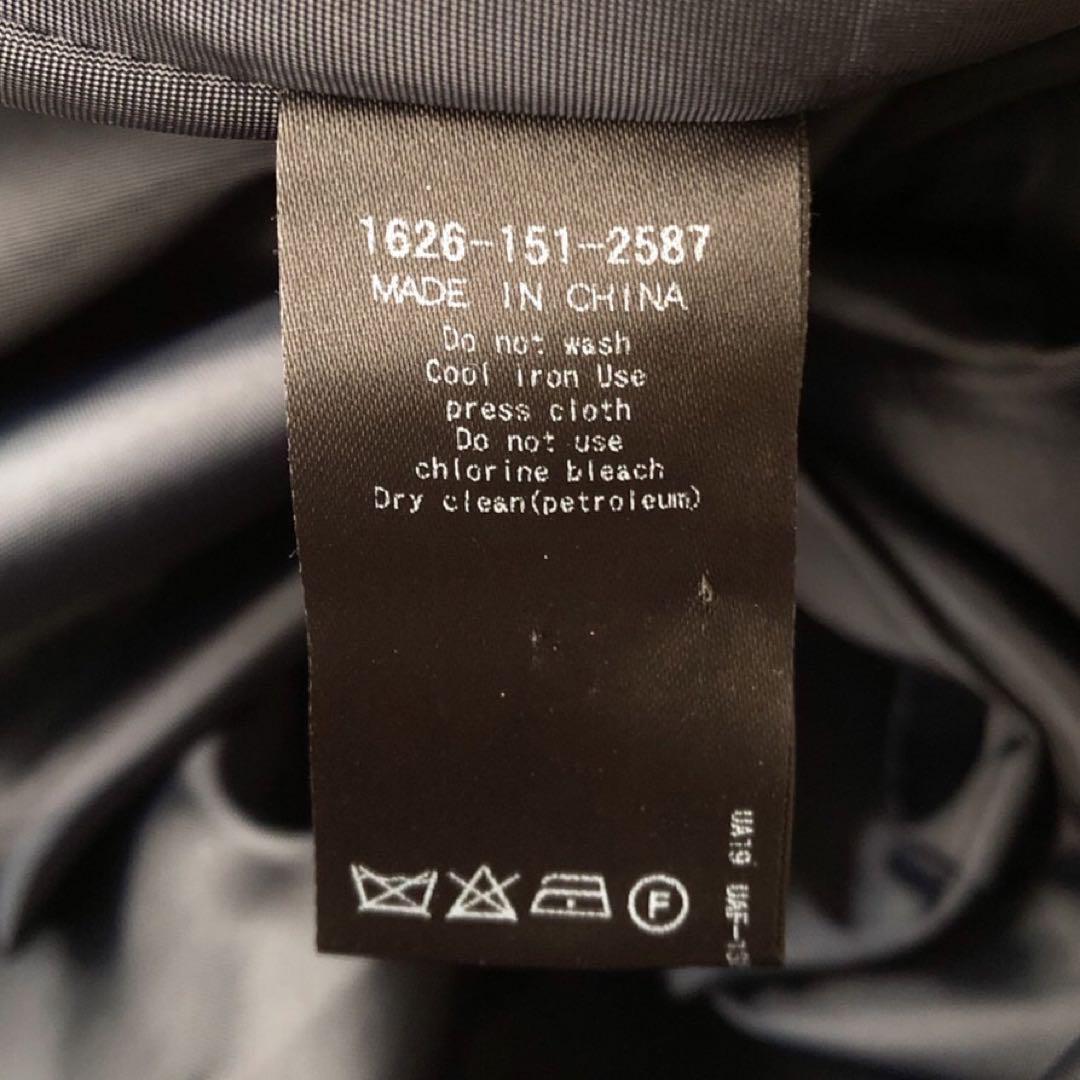 1626-151-2587
MADE IN CHINA
Do not wash
Cool iron Use
press cloth
Do not use
chlorine bleach
Dry clean(petroleum)
F
UA19